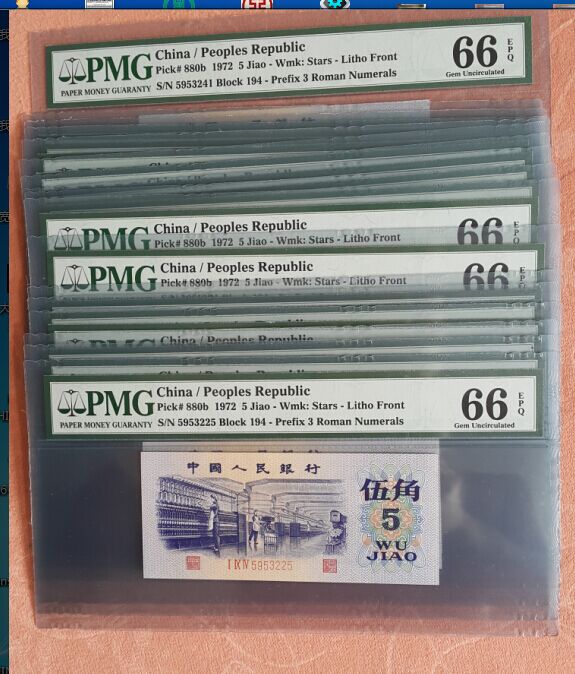 PMG
PAPER MONEY GUARANTY
China / Peoples Republic
Pick# 880b 1972 5 Jiao - Wmk: Stars - Litho Front
S/N 5953241 Block 194 - Prefix 3 Roman Numerals
66
EPQ
Gem Uncirculated
PMG
China / Peoples Republic
Pick# 880b 1972 5 Jiao - Wmk: Stars - Litho Front
66
EPQ
PMG
China / Peoples Republic
Pick# 880b 1972 5 Jiao - Wmk: Stars - Litho Front
66
China / Peoples Republic
PMG
PAPER MONEY GUARANTY
China / Peoples Republic
Pick# 880b 1972 5 Jiao - Wmk: Stars - Litho Front
S/N 5953225 Block 194 - Prefix 3 Roman Numerals
66
EPQ
Gem Uncirculated
中國人民銀行
伍角
5
WU
JIAO
I K N 5953225